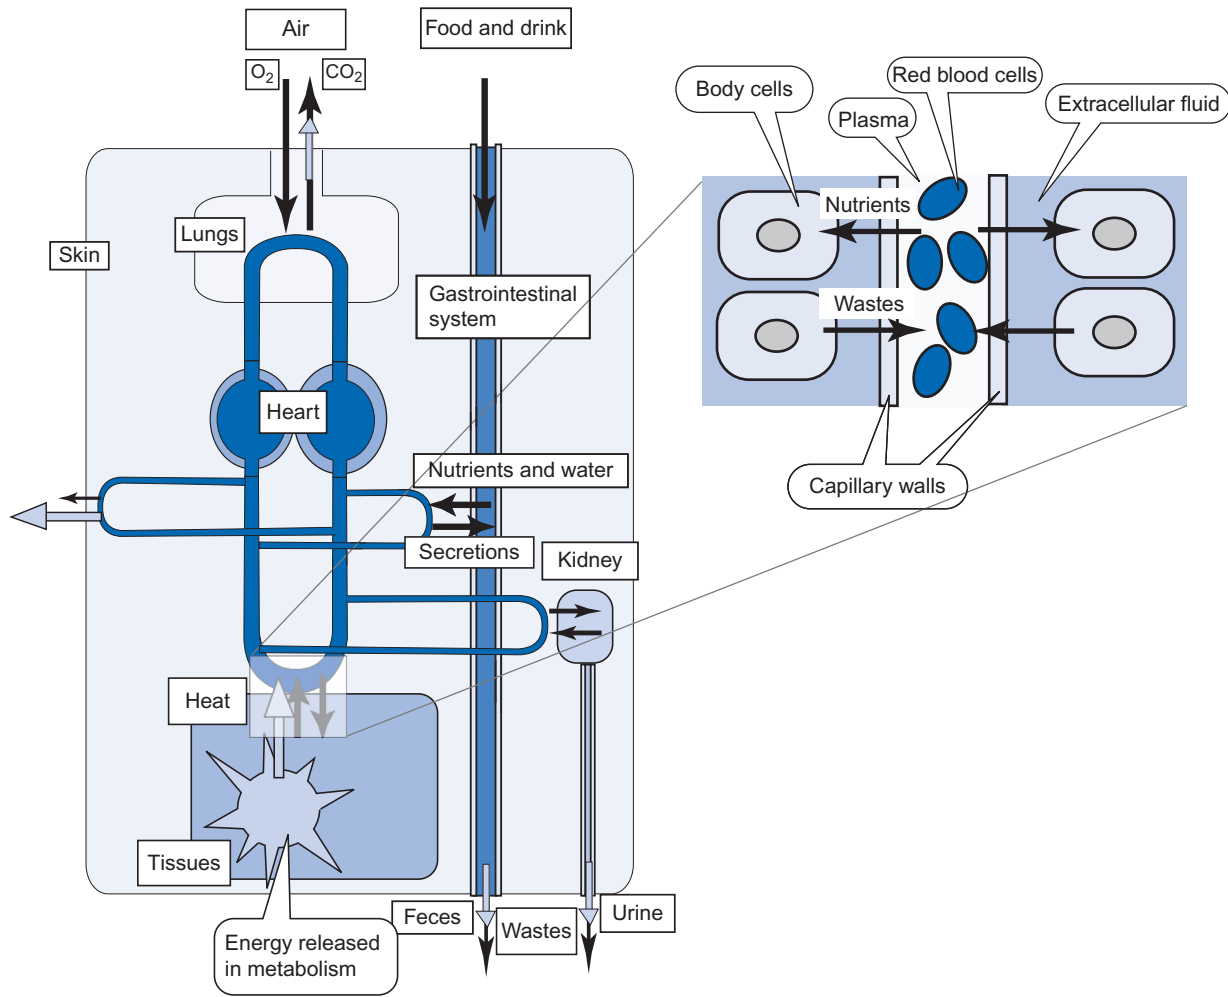 Air
Food and drink
O2
CO2
Body cells
Red blood cells
Plasma
Extracellular fluid
Nutrients
Lungs
Skin
Gastrointestinal
system
Wastes
Heart
Nutrients and water
Capillary walls
Secretions
Kidney
Heat
Tissues
Feces
Wastes
Urine
Energy released
in metabolism